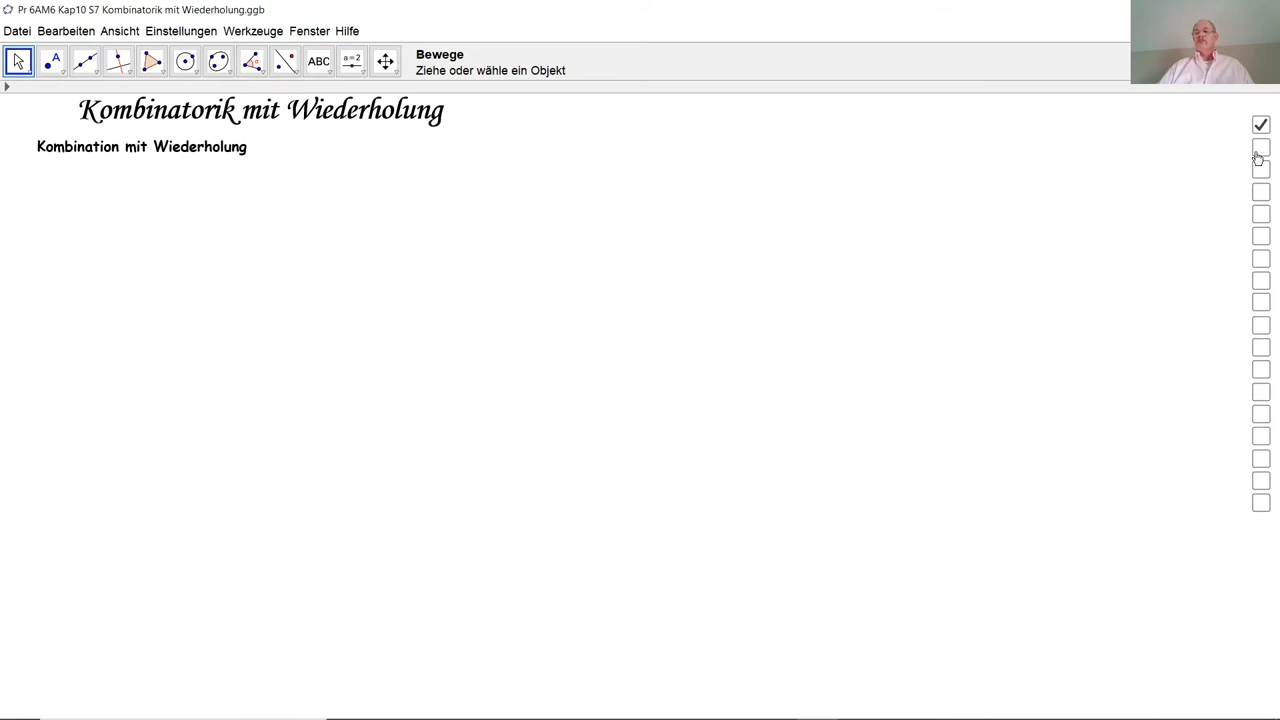 Pr 6AM6 Kap10 S7 Kombinatorik mit Wiederholung.ggb
Datei Bearbeiten Ansicht Einstellungen Werkzeuge Fenster Hilfe
A
ABC
a=2
Bewege
Ziehe oder wähle ein Objekt
Kombinatorik mit Wiederholung
Kombination mit Wiederholung